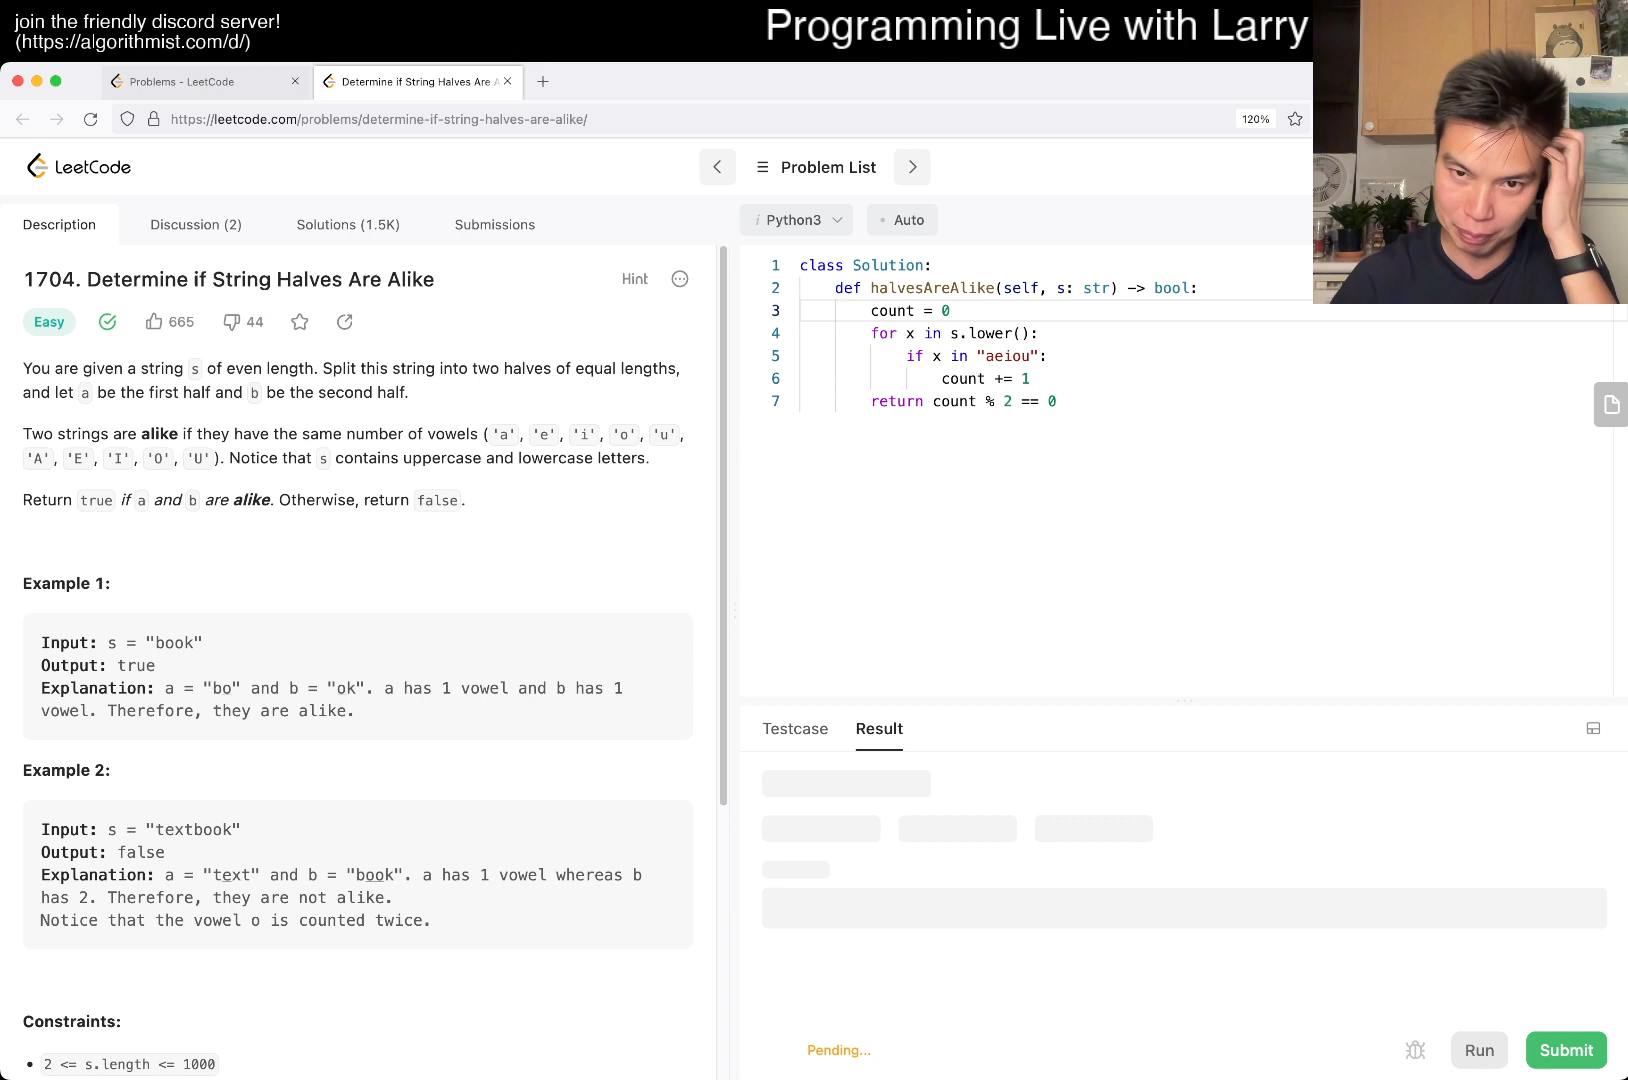 join the friendly discord server!
(https://algorithmist.com/d/)
Programming Live with Larry
Problems - LeetCode
Determine if String Halves Are A
https://leetcode.com/problems/determine-if-string-halves-are-alike/
120%
LeetCode
Problem List
Description
Discussion (2)
Solutions (1.5K)
Submissions
i Python3
• Auto
1704. Determine if String Halves Are Alike
Hint
Easy
665
44
You are given a string s of even length. Split this string into two halves of equal lengths,
and let a be the first half and b be the second half.
Two strings are alike if they have the same number of vowels ('a', 'e', 'i', 'o', 'u',
'A', 'E', 'I', 'O', 'U'). Notice that s contains uppercase and lowercase letters.
Return true if a and b are alike. Otherwise, return false.
Example 1:
Input: s = "book"
Output: true
Explanation: a = "bo" and b = "ok". a has 1 vowel and b has 1
vowel. Therefore, they are alike.
Example 2:
Input: s = "textbook"
Output: false
Explanation: a = "text" and b = "book". a has 1 vowel whereas b
has 2. Therefore, they are not alike.
Notice that the vowel o is counted twice.
Constraints:
• 2 <= s.length <= 1000
1 class Solution:
2 def halvesAreAlike(self, s: str) -> bool:
3 count = 0
4 for x in s.lower():
5 if x in "aeiou":
6 count += 1
7 return count % 2 == 0
Testcase
Result
Pending...
Run
Submit